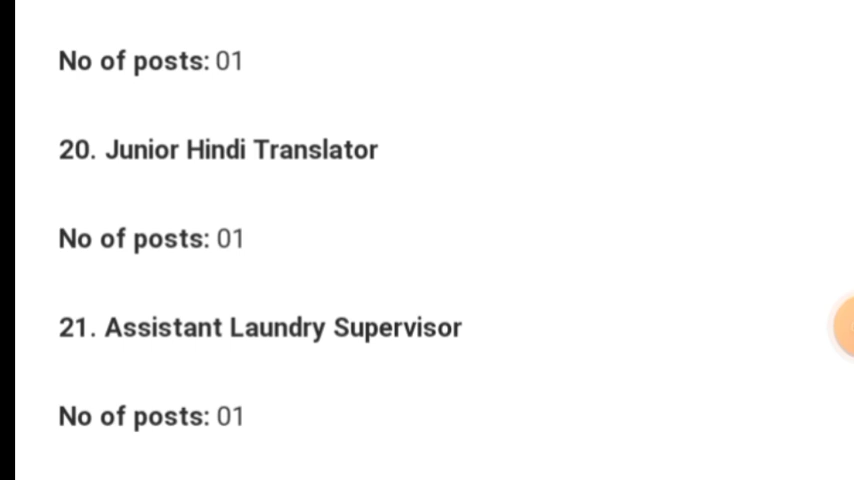 No of posts: 01
20. Junior Hindi Translator
No of posts: 01
21. Assistant Laundry Supervisor
No of posts: 01